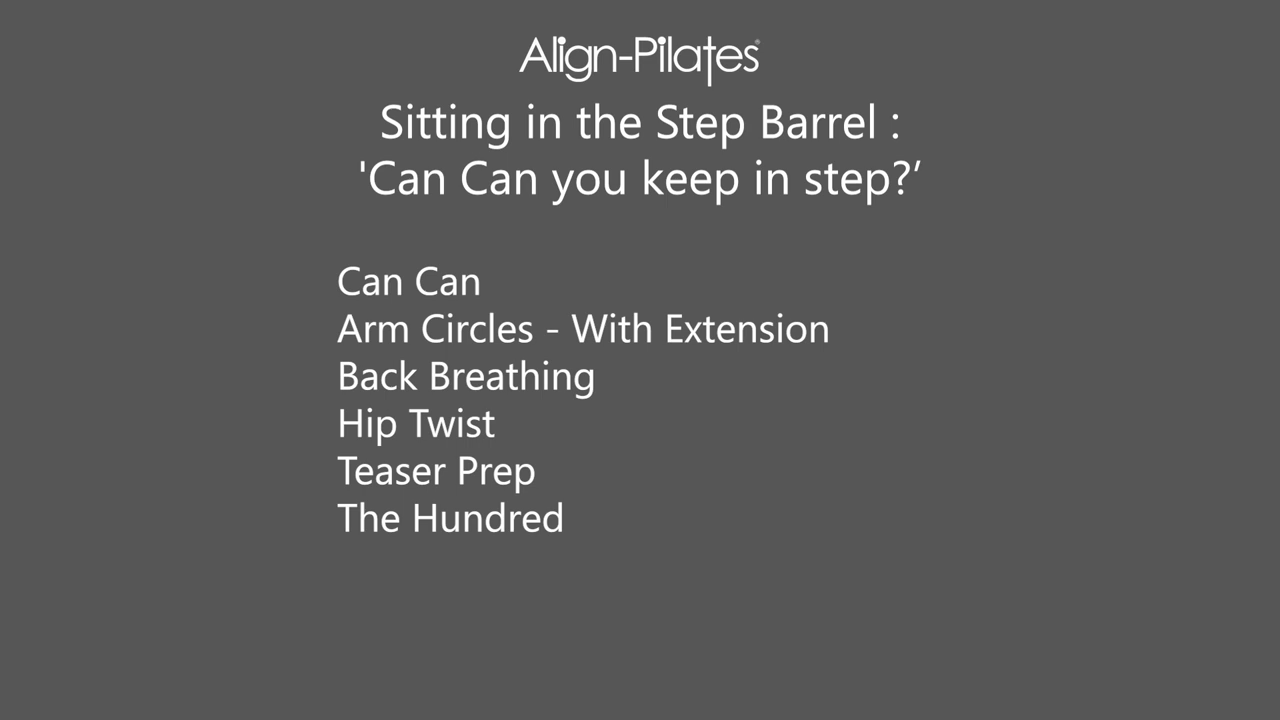 Align-Pilates®
Sitting in the Step Barrel :
'Can Can you keep in step?’
Can Can
Arm Circles - With Extension
Back Breathing
Hip Twist
Teaser Prep
The Hundred